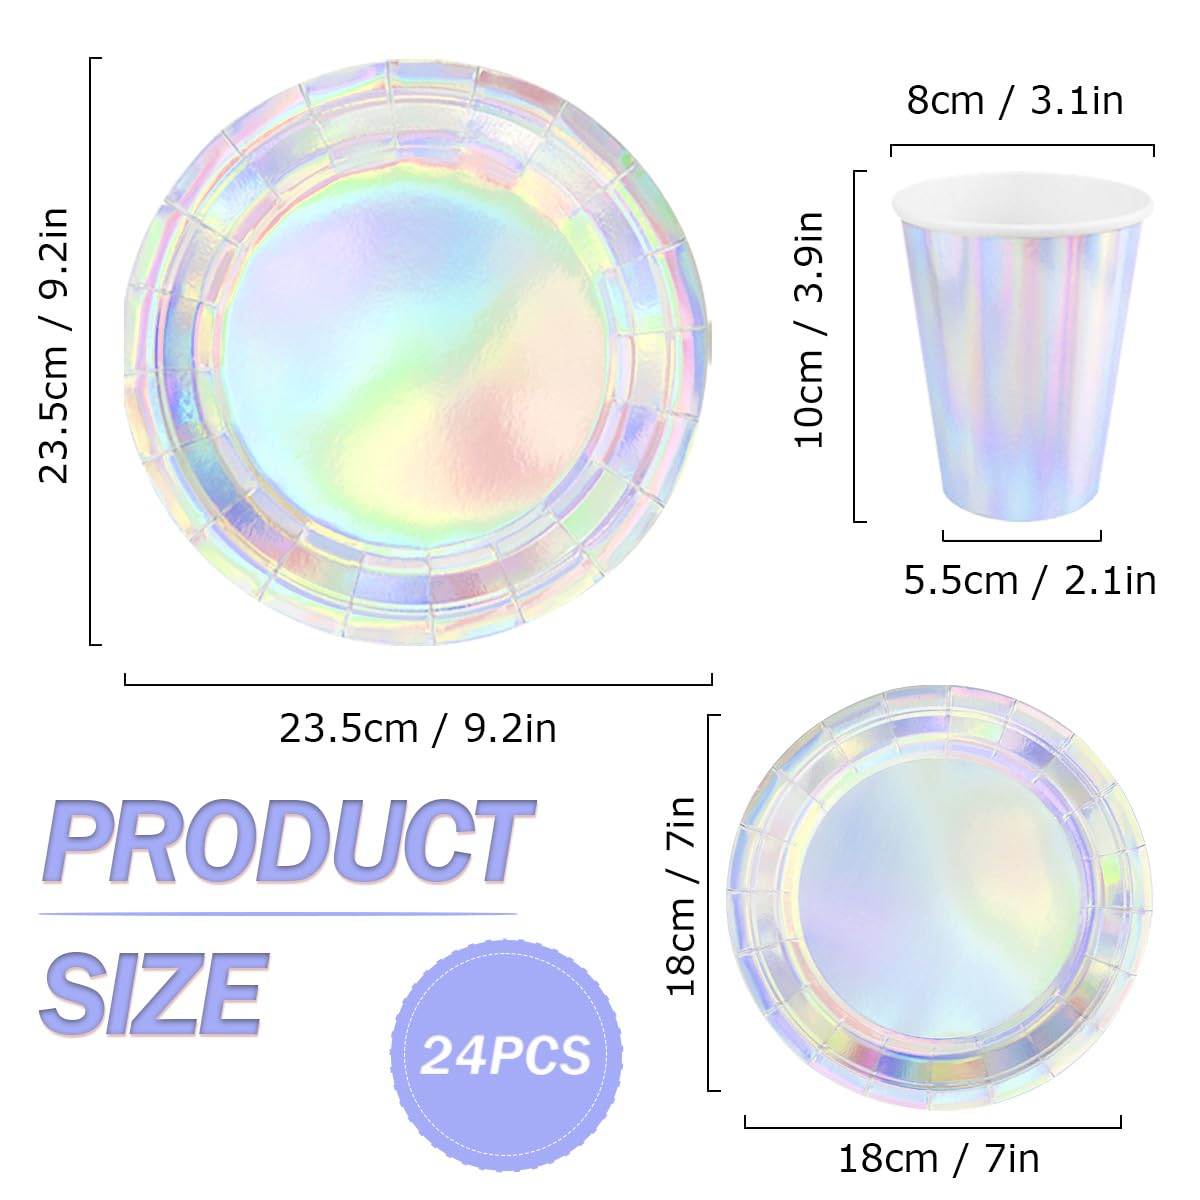 8cm / 3.1in
23.5cm / 9.2in
10cm / 3.9in
5.5cm / 2.1in
23.5cm / 9.2in
PRODUCT
SIZE
24PCS
18cm / 7in
18cm / 7in